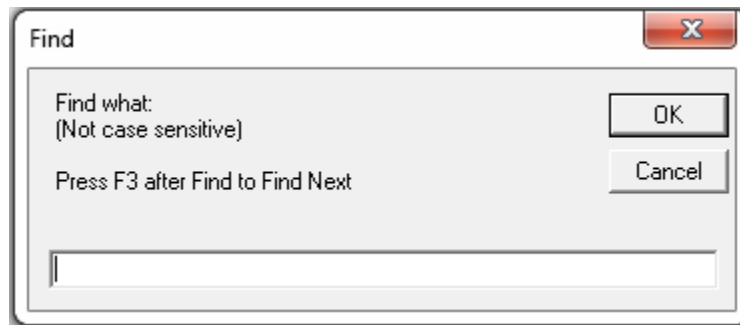 Find
Find what:
(Not case sensitive)
OK
Press F3 after Find to Find Next
Cancel